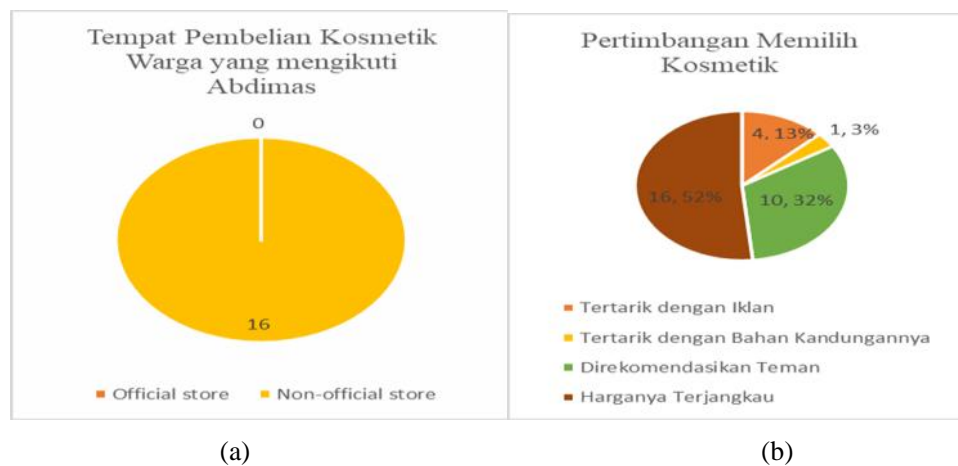 Tempat Pembelian Kosmetik
Warga yang mengikuti
Abdimas
0
16
Official store
Non-official store
(a)
Pertimbangan Memilih
Kosmetik
4, 13%
1, 3%
16, 52%
10, 32%
Tertarik dengan Iklan
Tertarik dengan Bahan Kandungannya
Direkomendasikan Teman
Harganya Terjangkau
(b)